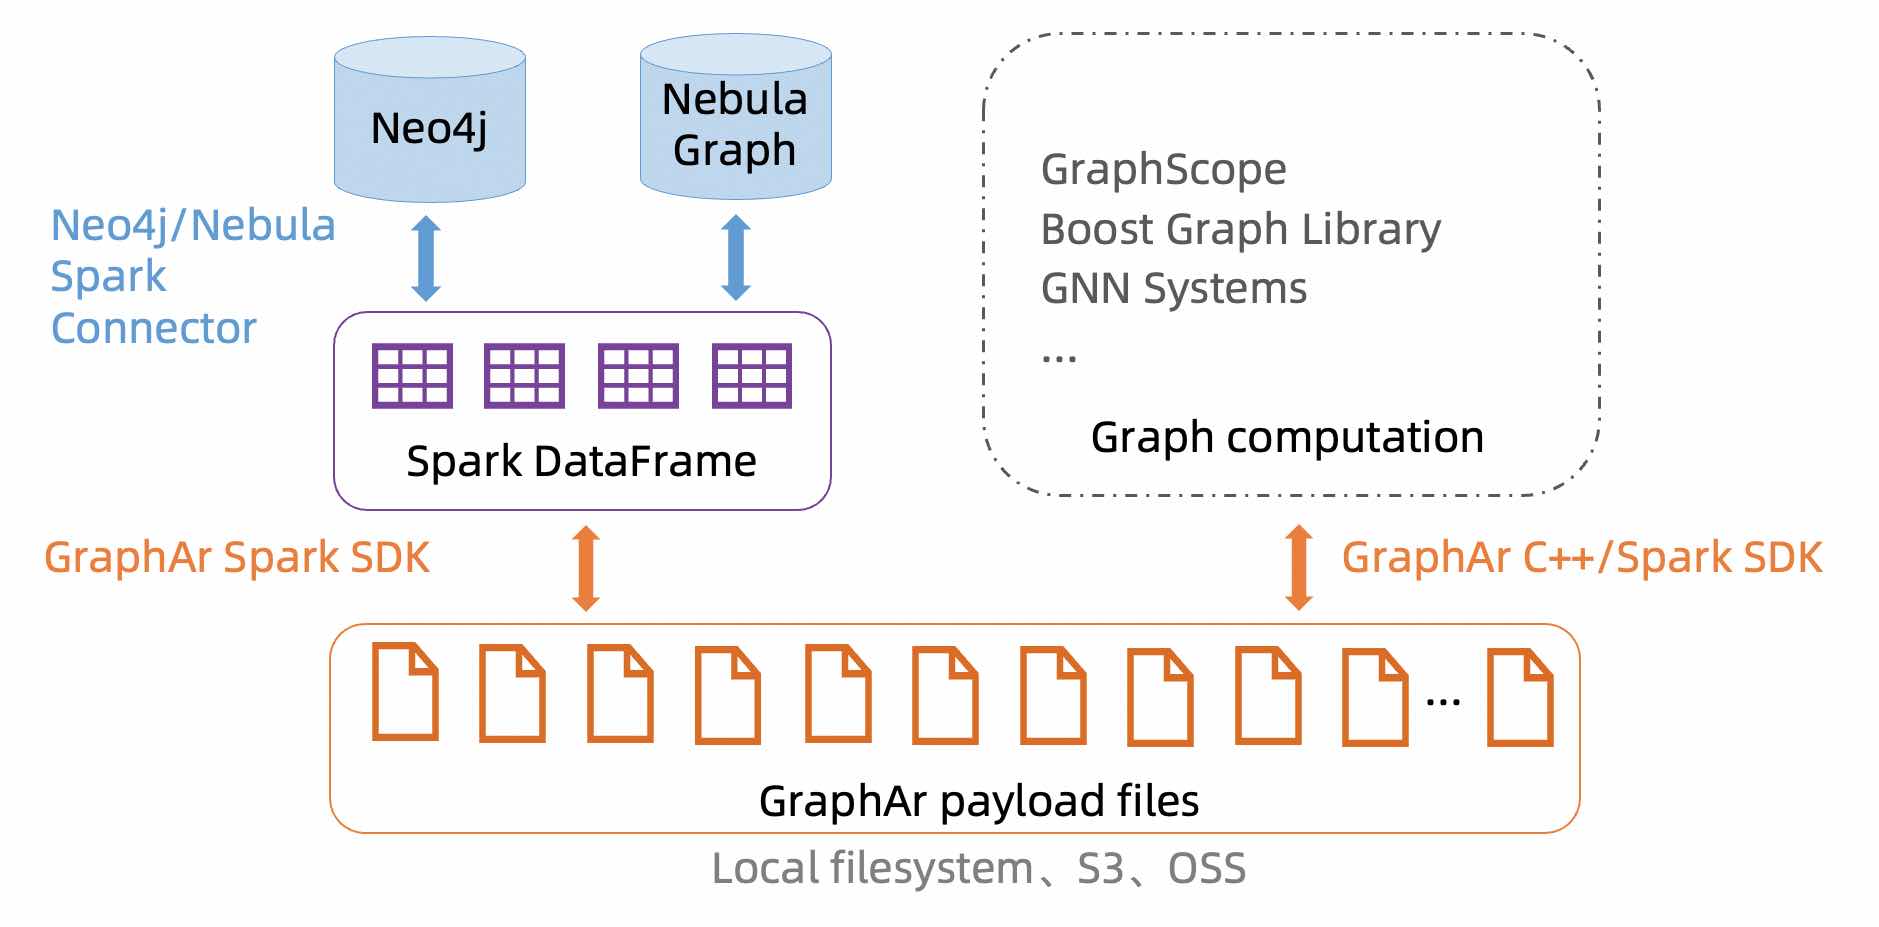 Neo4j
Nebula
Graph
Neo4j/Nebula
Spark
Connector
Spark DataFrame
GraphScope
Boost Graph Library
GNN Systems
...
Graph computation
GraphAr Spark SDK
GraphAr C++/Spark SDK
...
GraphAr payload files
Local filesystem、S3、OSS